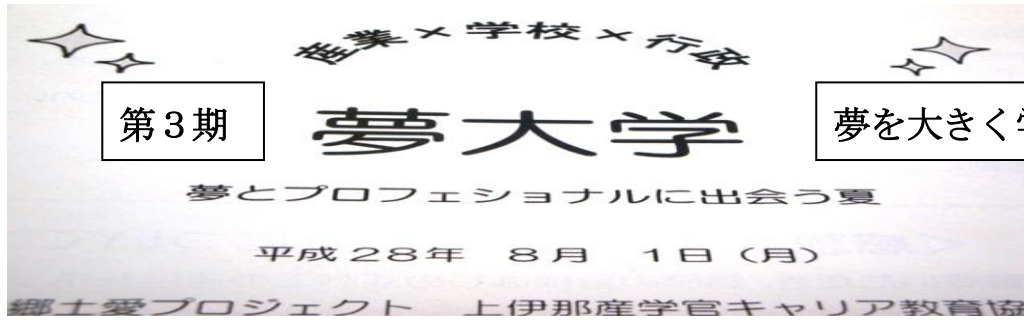 産業×学校×行政
第３期
夢大学
夢を大きく学
夢とプロフェショナルに出会う夏
平成２８年　８月　１日（月）
郷土愛プロジェクト　上伊那産学官キャリア教育協